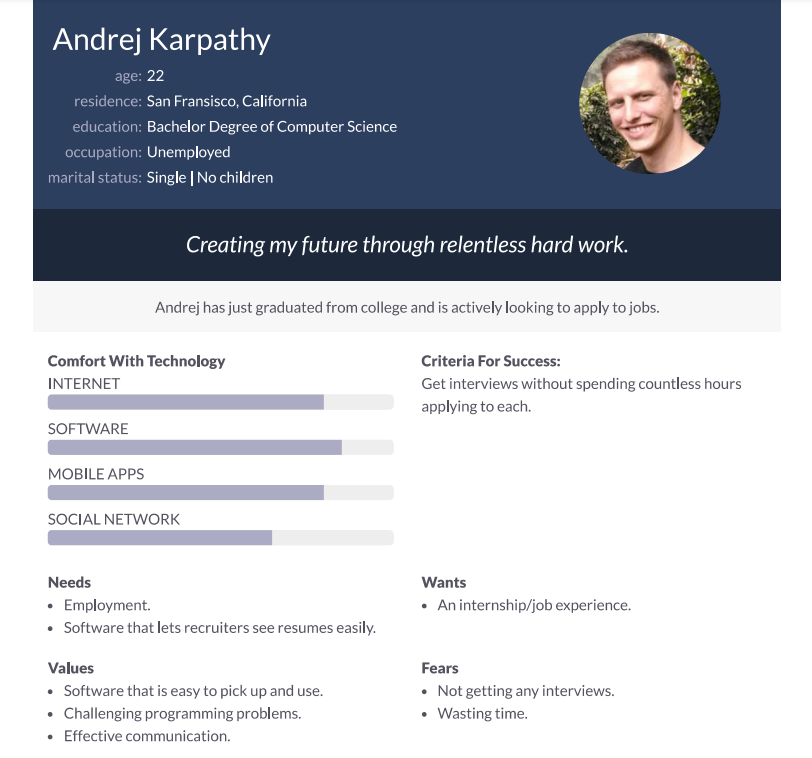 Andrej Karpathy
age: 22
residence: San Fransisco, California
education: Bachelor Degree of Computer Science
occupation: Unemployed
marital status: Single | No children
Creating my future through relentless hard work.
Andrej has just graduated from college and is actively looking to apply to jobs.
Comfort With Technology
INTERNET
SOFTWARE
MOBILE APPS
SOCIAL NETWORK
Criteria For Success:
Get interviews without spending countless hours
applying to each.
Needs
• Employment.
• Software that lets recruiters see resumes easily.
Wants
• An internship/job experience.
Values
• Software that is easy to pick up and use.
• Challenging programming problems.
• Effective communication.
Fears
• Not getting any interviews.
• Wasting time.